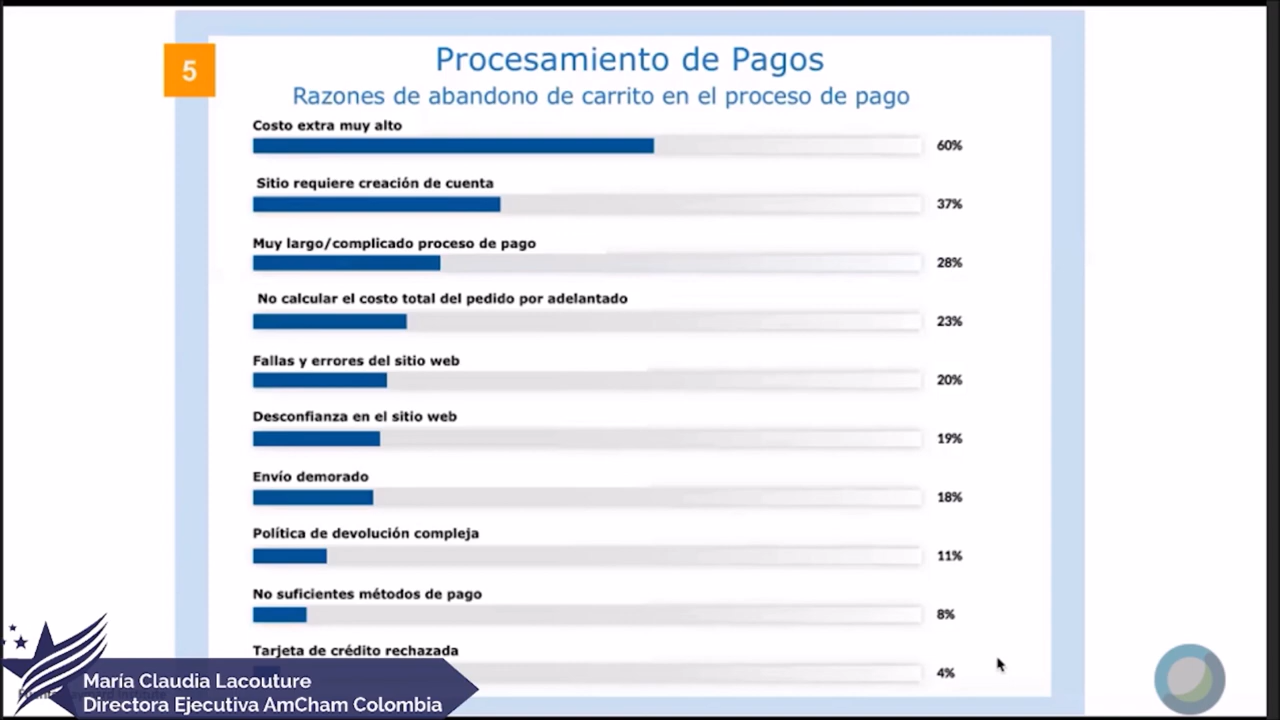 5
Procesamiento de Pagos
Razones de abandono de carrito en el proceso de pago
Costo extra muy alto
60%
Sitio requiere creación de cuenta
37%
Muy largo/complicado proceso de pago
28%
No calcular el costo total del pedido por adelantado
23%
Fallas y errores del sitio web
20%
Desconfianza en el sitio web
19%
Envío demorado
18%
Política de devolución compleja
11%
No suficientes métodos de pago
8%
Tarjeta de crédito rechazada
4%
María Claudia Lacouture
Directora Ejecutiva AmCham Colombia